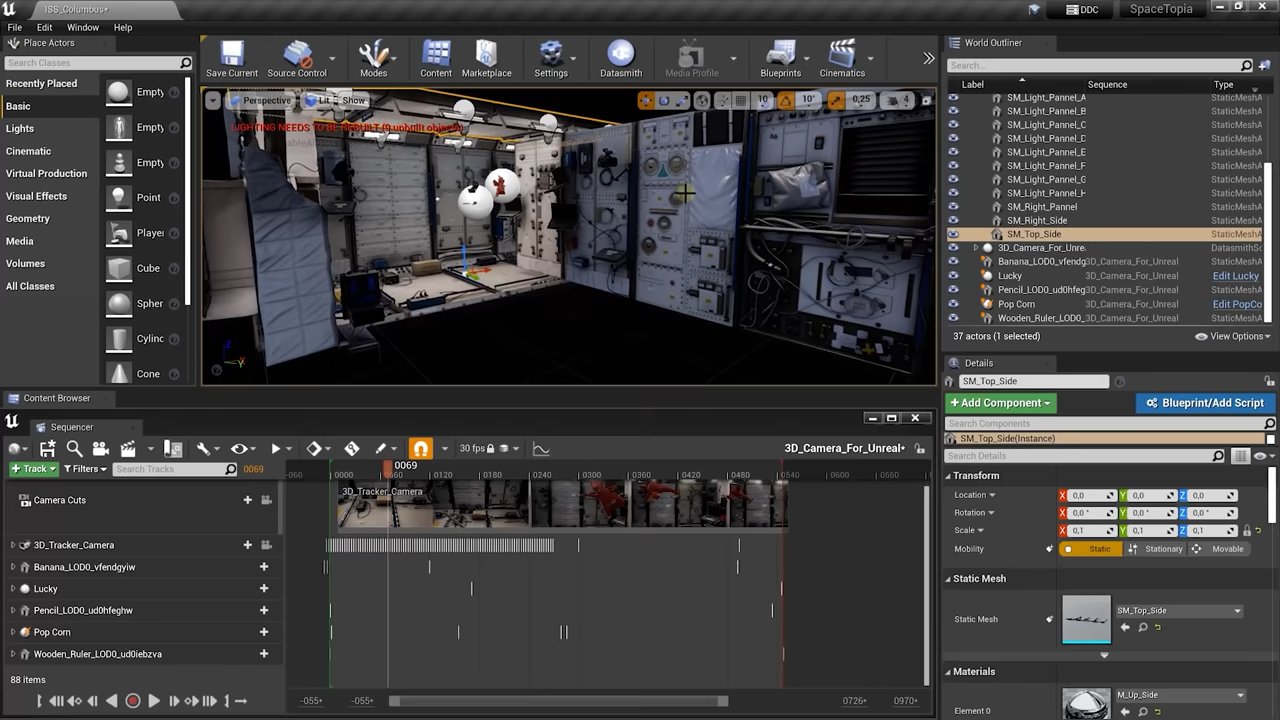 ISS_Columbus*
DDC
SpaceTopia
File Edit Window Help
Place Actors
Search Classes
Recently Placed
Basic
Lights
Cinematic
Virtual Production
Visual Effects
Geometry
Media
Volumes
All Classes
Empty
Empty
Empty
Point
Player
Cube
Spher
Cylinc
Cone
Save Current
Source Control
Modes
Content
Marketplace
Settings
Datasmith
Media Profile
Blueprints
Cinematics
Perspective
Lit
Show
10
10°
0,25
4
LIGHTING NEEDS TO BE REBUILT (9 unbuilt objects)
World Outliner
Search...
Label Sequence Type
SM_Light_Pannel_A StaticMeshA
SM_Light_Pannel_B StaticMeshA
SM_Light_Pannel_C StaticMeshA
SM_Light_Pannel_D StaticMeshA
SM_Light_Pannel_E StaticMeshA
SM_Light_Pannel_F StaticMeshA
SM_Light_Pannel_G StaticMeshA
SM_Light_Pannel_H StaticMeshA
SM_Right_Pannel StaticMeshA
SM_Right_Side StaticMeshA
SM_Top_Side StaticMeshA
3D_Camera_For_Unrea DatasmithSc
Banana_LOD0_vfendg 3D_Camera_For_Unreal StaticMeshA
Lucky 3D_Camera_For_Unreal Edit Lucky
Pencil_LOD0_ud0hfeg 3D_Camera_For_Unreal StaticMeshA
Pop Corn 3D_Camera_For_Unreal Edit PopCo
Wooden_Ruler_LOD0_ 3D_Camera_For_Unreal StaticMeshA
37 actors (1 selected)
View Options
Details
SM_Top_Side
Add Component
Blueprint/Add Script
Search Components
SM_Top_Side(Instance)
Search Details
Transform
Location X 0,0 Y 0,0 Z 0,0
Rotation X 0,0 ° Y 0,0 ° Z 0,0 °
Scale X 0,1 Y 0,1 Z 0,1
Mobility Static Stationary Movable
Static Mesh
Static Mesh
SM_Top_Side
Materials
Element 0
M_Up_Side
Content Browser
Sequencer
30 fps
3D_Camera_For_Unreal*
Track
Filters
Search Tracks
0069
0069
-060 0000 0060 0120 0180 0240 0300 0360 0420 0480 0540 0600 0660
3D_Tracker_Camera
Camera Cuts
3D_Tracker_Camera
Banana_LOD0_vfendgyiw
Lucky
Pencil_LOD0_ud0hfeghw
Pop Corn
Wooden_Ruler_LOD0_ud0iebzva
88 items
-055+
-055+
0726+
0970+